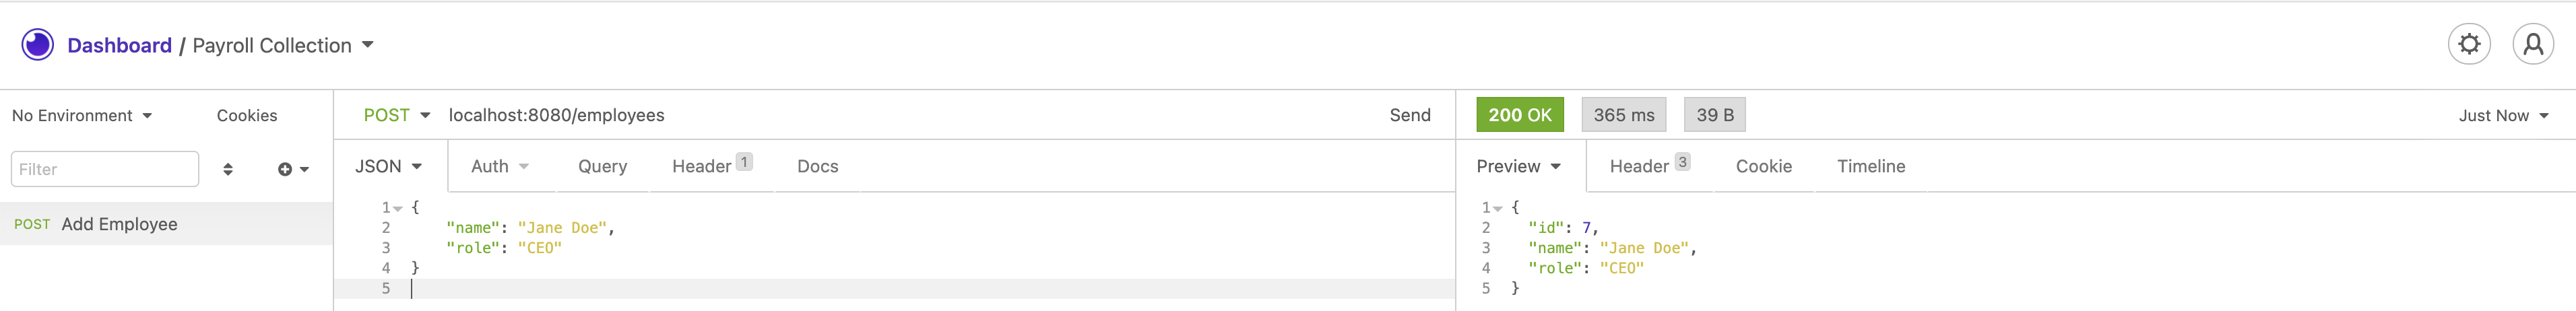 Dashboard / Payroll Collection
No Environment
Cookies
Filter
POST Add Employee
POST localhost:8080/employees Send
JSON Auth Query Header 1 Docs
1 {
2 "name": "Jane Doe",
3 "role": "CEO"
4 }
5
200 OK 365 ms 39 B Just Now
Preview Header 3 Cookie Timeline
1 {
2 "id": 7,
3 "name": "Jane Doe",
4 "role": "CEO"
5 }